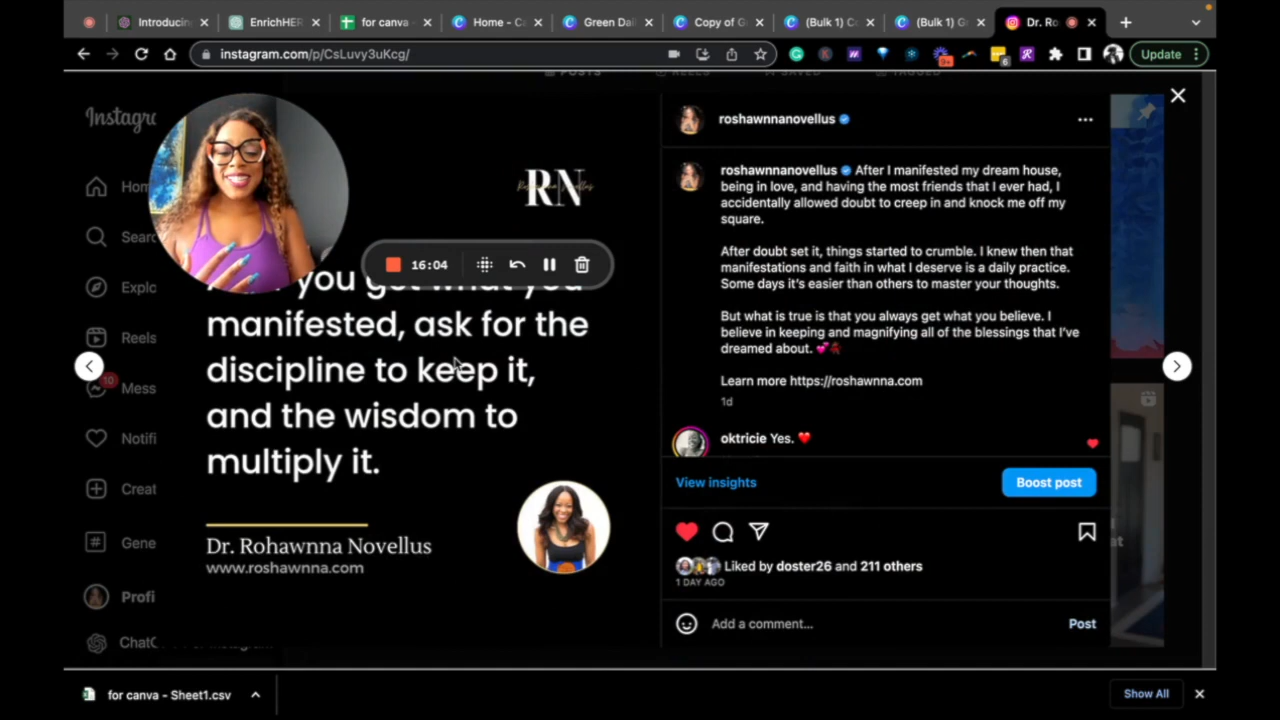 Introducin
EnrichHER
for canva -
Home - Ca
Green Dai
Copy of G
(Bulk 1) C
(Bulk 1) G
Dr. Ro
instagram.com/p/CsLuvy3uKcg/
9+
6
Update
POSTS
REELS
SAVED
TAGGED
Instagr
Hom
Searc
Explo
Reels
10
Mess
Notifi
Creat
Gene
Profi
ChatG
RN
16:04
you got what you
manifested, ask for the
discipline to keep it,
and the wisdom to
multiply it.
Dr. Rohawnna Novellus
www.roshawnna.com
roshawnnanovellus
roshawnnanovellus After I manifested my dream house,
being in love, and having the most friends that I ever had, I
accidentally allowed doubt to creep in and knock me off my
square.
After doubt set it, things started to crumble. I knew then that
manifestations and faith in what I deserve is a daily practice.
Some days it's easier than others to master your thoughts.
But what is true is that you always get what you believe. I
believe in keeping and magnifying all of the blessings that I've
dreamed about. 💞💃🏾
Learn more https://roshawnna.com
1d
oktricie Yes. ❤️
View insights
Boost post
Liked by doster26 and 211 others
1 DAY AGO
Add a comment...
Post
for canva - Sheet1.csv
Show All